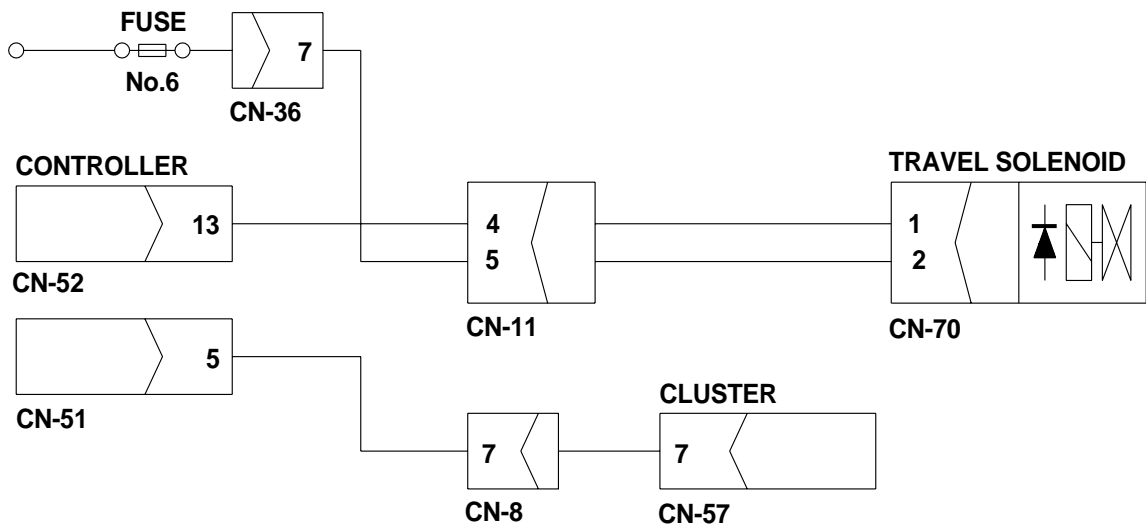 FUSE
No.6
7
CN-36
CONTROLLER
13
CN-52
4
5
CN-11
TRAVEL SOLENOID
1
2
CN-70
5
CN-51
7
CN-8
CLUSTER
7
CN-57